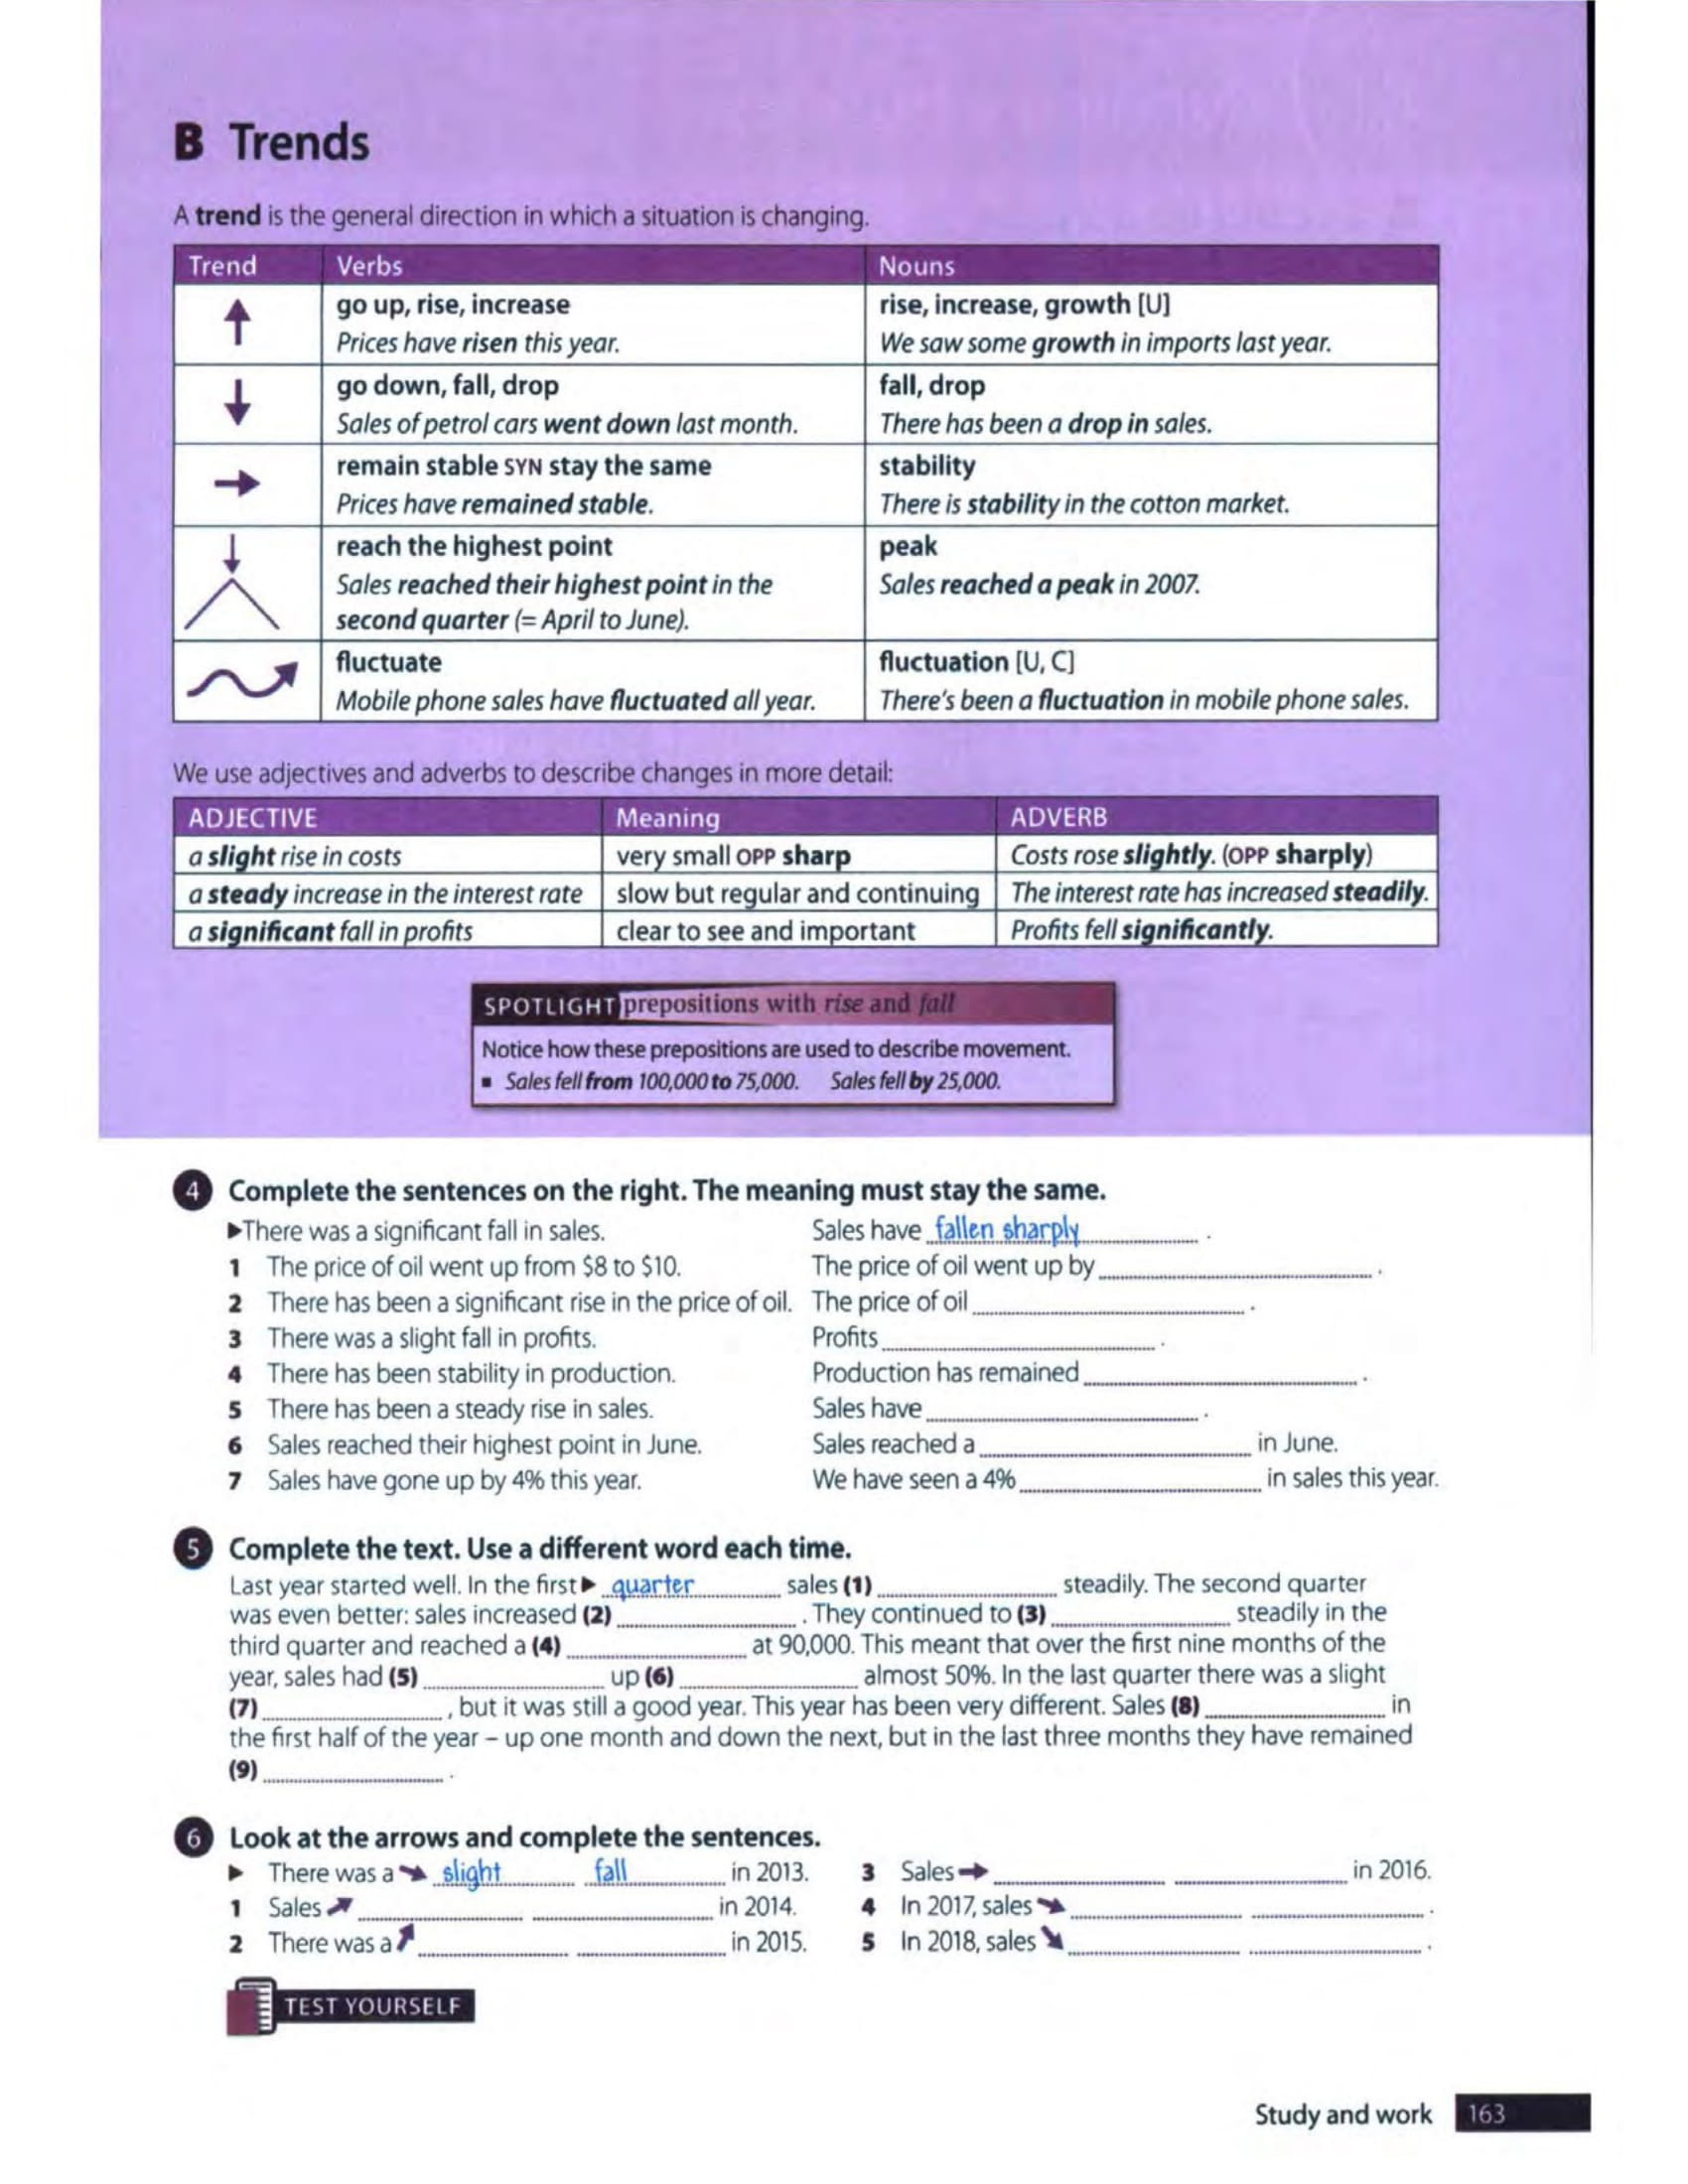 B Trends
A trend is the general direction in which a situation is changing.
Trend Verbs Nouns
go up, rise, increase rise, increase, growth [U]
Prices have risen this year. We saw some growth in imports last year.
go down, fall, drop fall, drop
Sales of petrol cars went down last month. There has been a drop in sales.
remain stable SYN stay the same stability
Prices have remained stable. There is stability in the cotton market.
reach the highest point peak
Sales reached their highest point in the Sales reached a peak in 2007.
second quarter (= April to June).
fluctuate fluctuation [U, C]
Mobile phone sales have fluctuated all year. There's been a fluctuation in mobile phone sales.
We use adjectives and adverbs to describe changes in more detail:
ADJECTIVE Meaning ADVERB
a slight rise in costs very small OPP sharp Costs rose slightly. (OPP sharply)
a steady increase in the interest rate slow but regular and continuing The interest rate has increased steadily.
a significant fall in profits clear to see and important Profits fell significantly.
SPOTLIGHT prepositions with rise and fall
Notice how these prepositions are used to describe movement.
▪ Sales fell from 100,000 to 75,000. Sales fell by 25,000.
4 Complete the sentences on the right. The meaning must stay the same.
▶There was a significant fall in sales. Sales have fallen sharply .
1 The price of oil went up from $8 to $10. The price of oil went up by .
2 There has been a significant rise in the price of oil. The price of oil .
3 There was a slight fall in profits. Profits .
4 There has been stability in production. Production has remained .
5 There has been a steady rise in sales. Sales have .
6 Sales reached their highest point in June. Sales reached a in June.
7 Sales have gone up by 4% this year. We have seen a 4% in sales this year.
5 Complete the text. Use a different word each time.
Last year started well. In the first ▶ quarter sales (1) steadily. The second quarter
was even better: sales increased (2) . They continued to (3) steadily in the
third quarter and reached a (4) at 90,000. This meant that over the first nine months of the
year, sales had (5) up (6) almost 50%. In the last quarter there was a slight
(7) , but it was still a good year. This year has been very different. Sales (8) in
the first half of the year – up one month and down the next, but in the last three months they have remained
(9) .
6 Look at the arrows and complete the sentences.
▶ There was a slight fall in 2013. 3 Sales in 2016.
1 Sales in 2014. 4 In 2017, sales .
2 There was a in 2015. 5 In 2018, sales .
TEST YOURSELF
Study and work 163